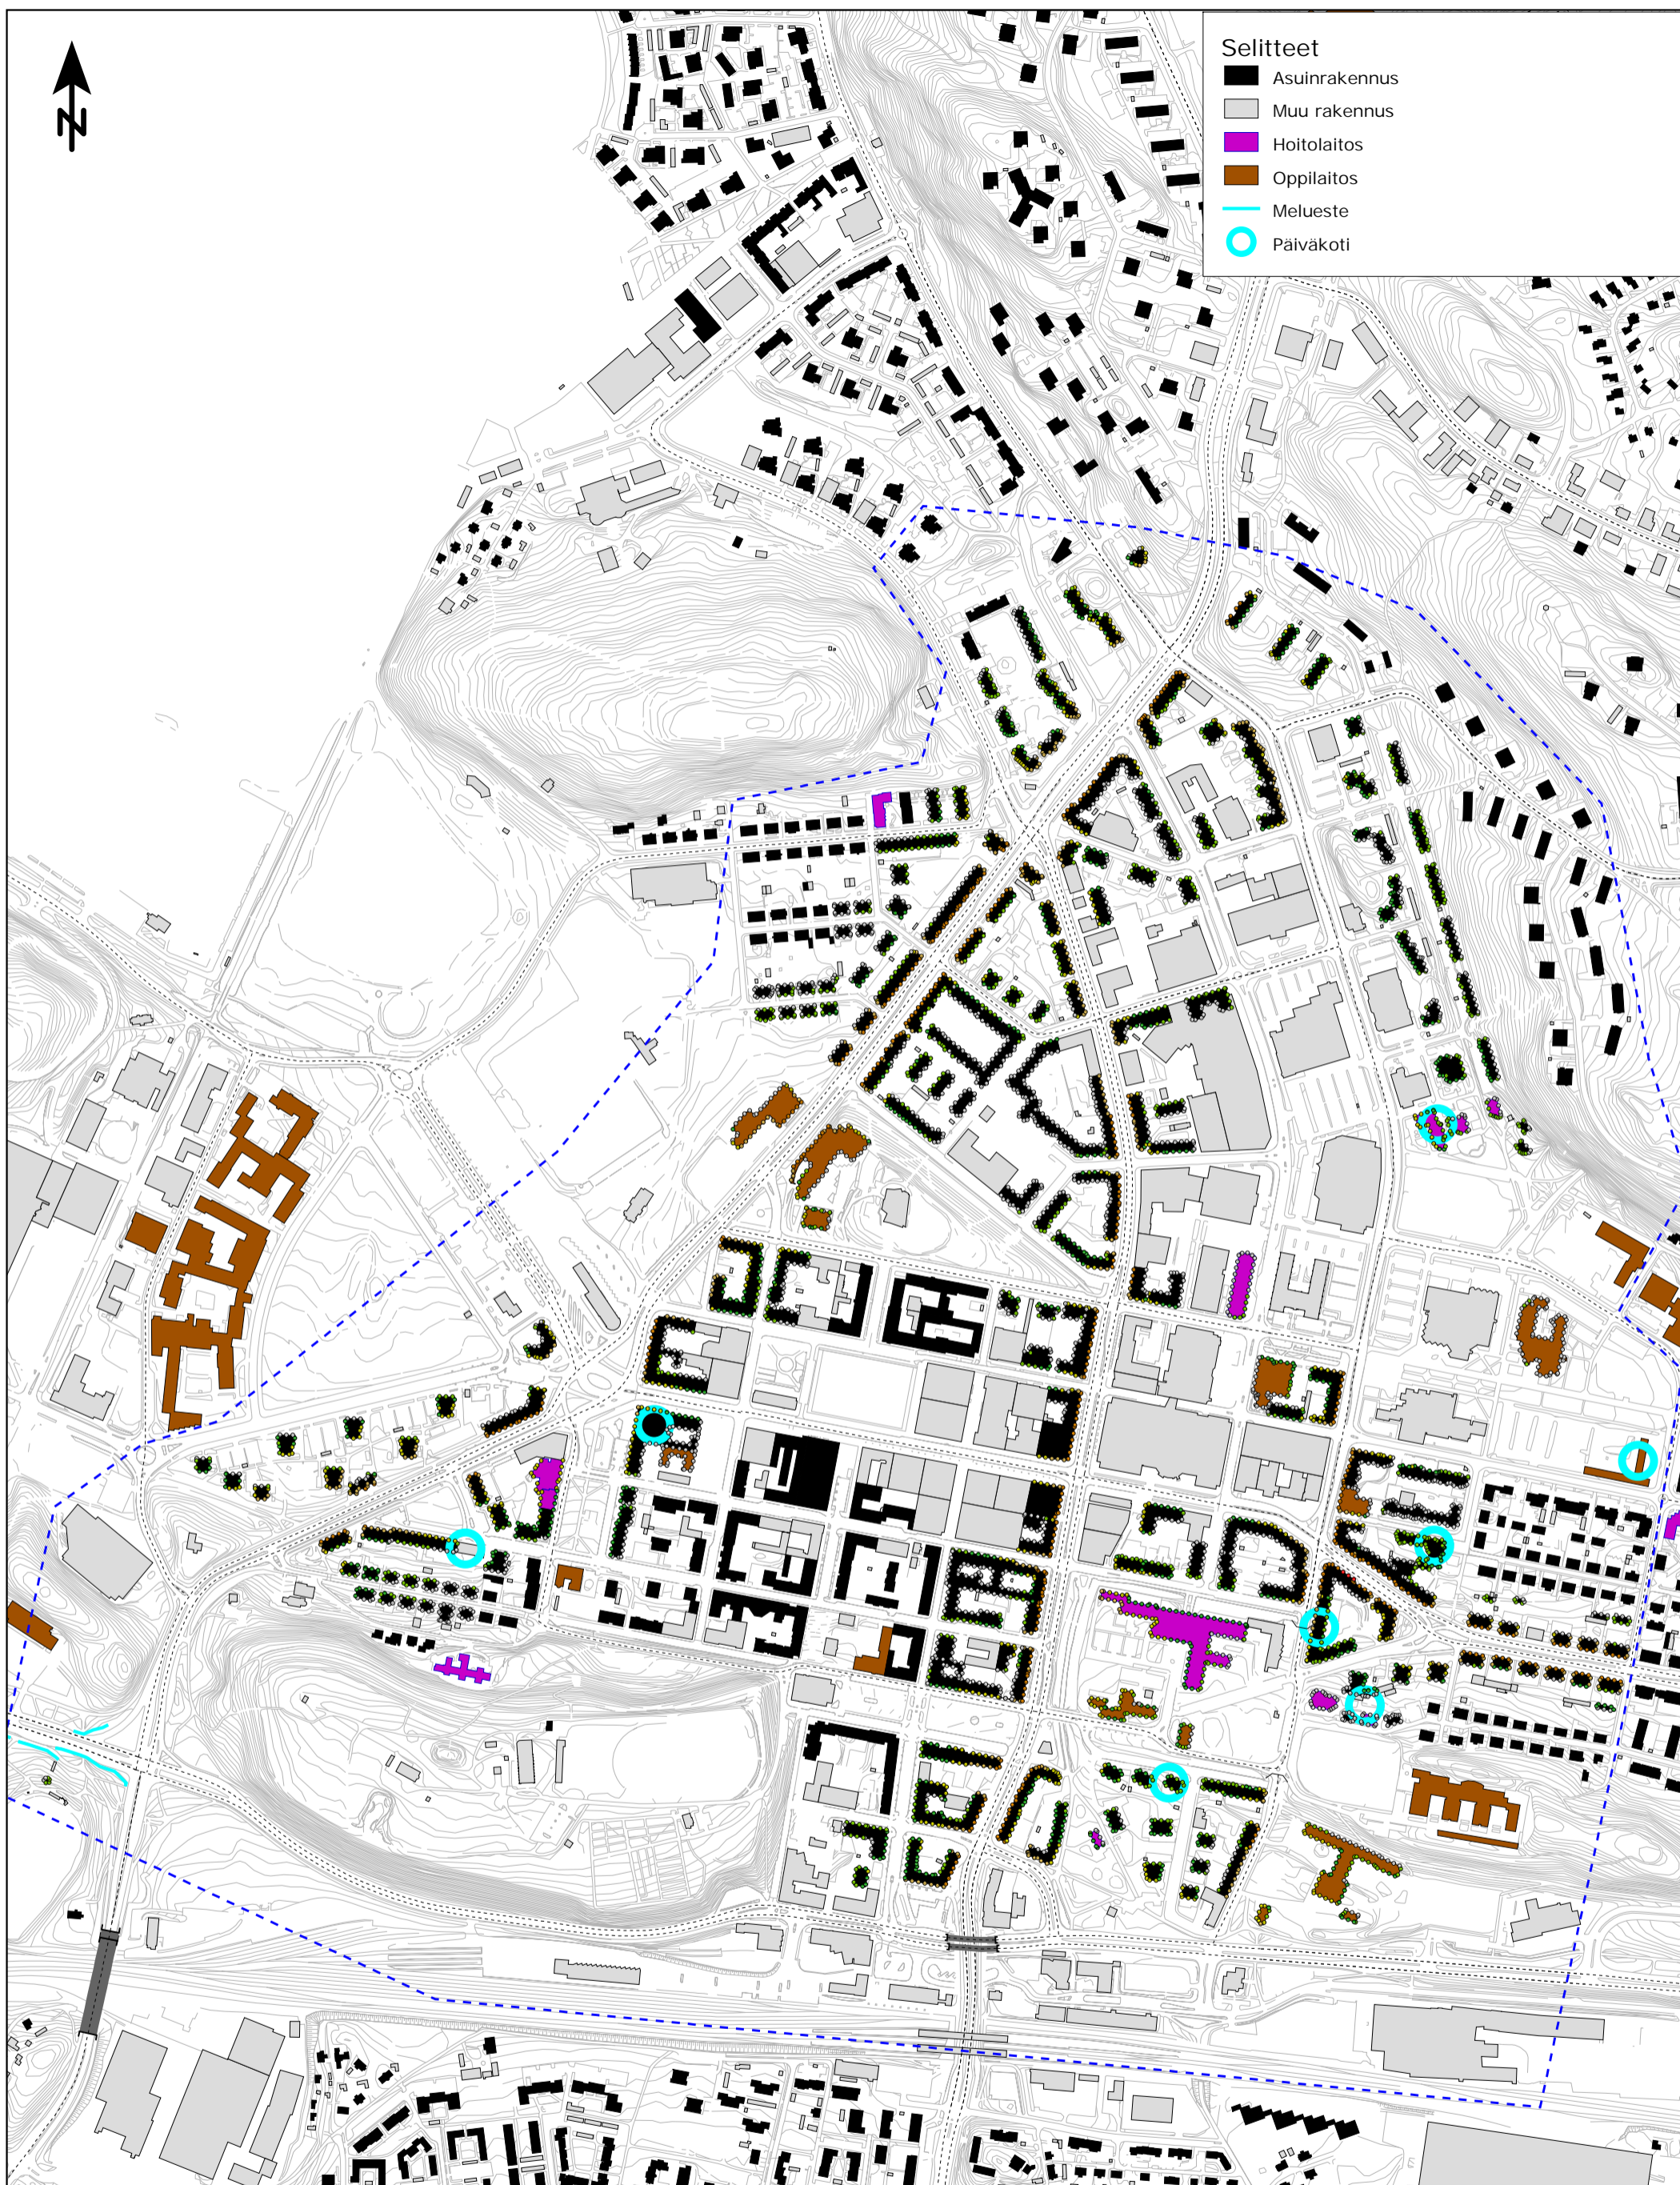 N
Selitteet
Asuinrakennus
Muu rakennus
Hoitolaitos
Oppilaitos
Melueste
Päiväkoti